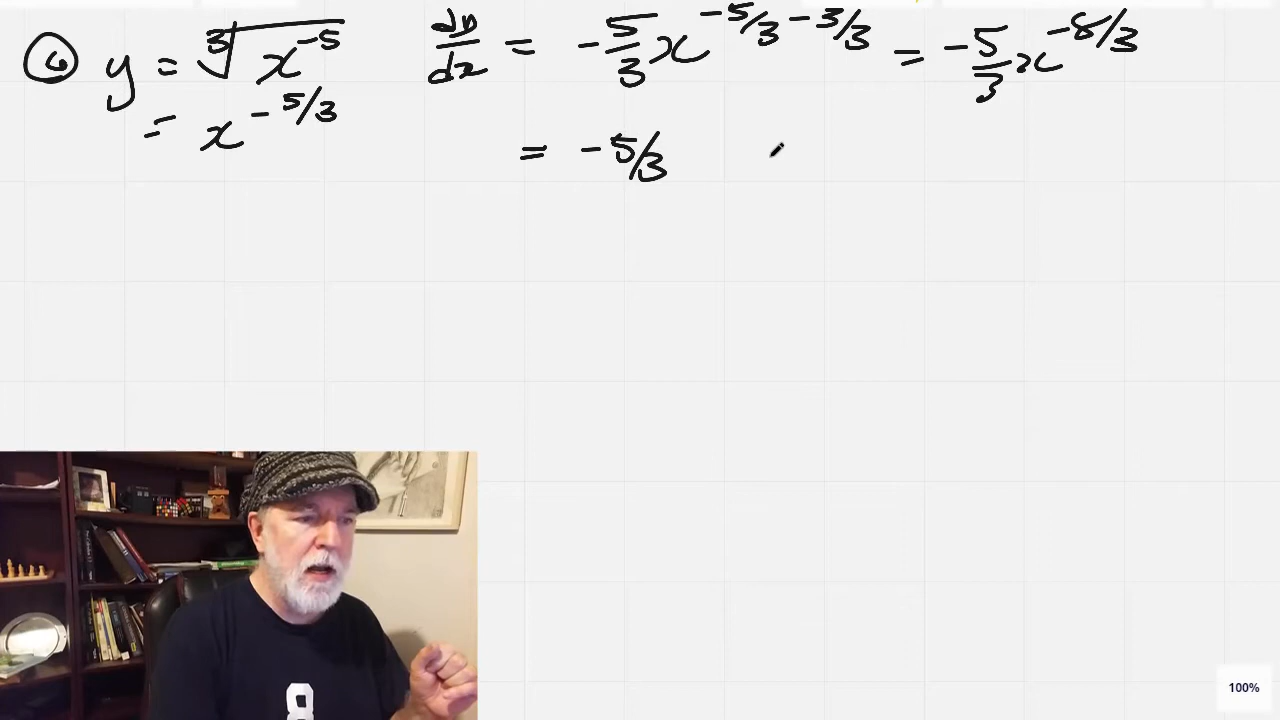 ⑥ y = ∛(x⁻⁵) dy/dx = -5/3 x^(-5/3 - 3/3) = -5/3 x^(-8/3)
= x^(-5/3)
= -5/3
8
100%